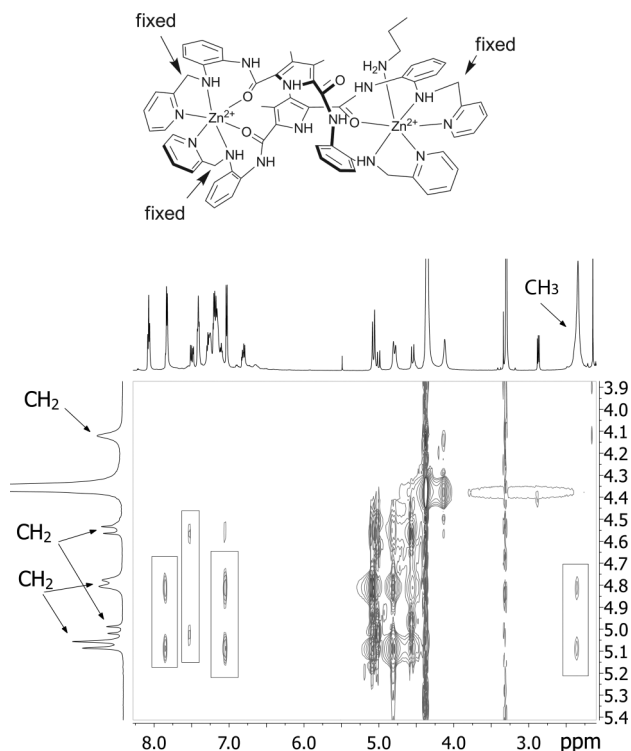 fixed
fixed
fixed
H₂N
NH
NH
O
NH
O
NH
NH
N
Zn²⁺
O
NH
O
Zn²⁺
N
N
NH
O
NH
NH
NH
N
CH3
CH₂
CH₂
CH₂
3.9
4.0
4.1
4.2
4.3
4.4
4.5
4.6
4.7
4.8
4.9
5.0
5.1
5.2
5.3
5.4
8.0 7.0 6.0 5.0 4.0 3.0 ppm